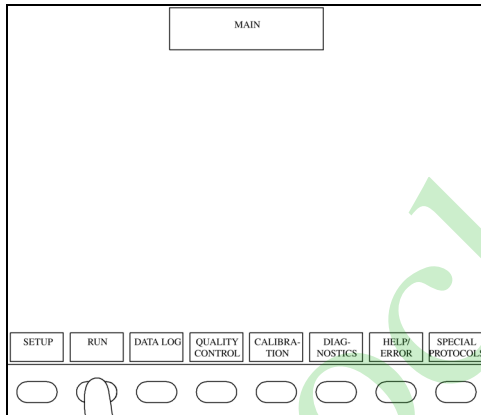 MAIN
SETUP
RUN
DATA LOG
QUALITY
CONTROL
CALIBRA-
TION
DIAG-
NOSTICS
HELP/
ERROR
SPECIAL
PROTOCOLS